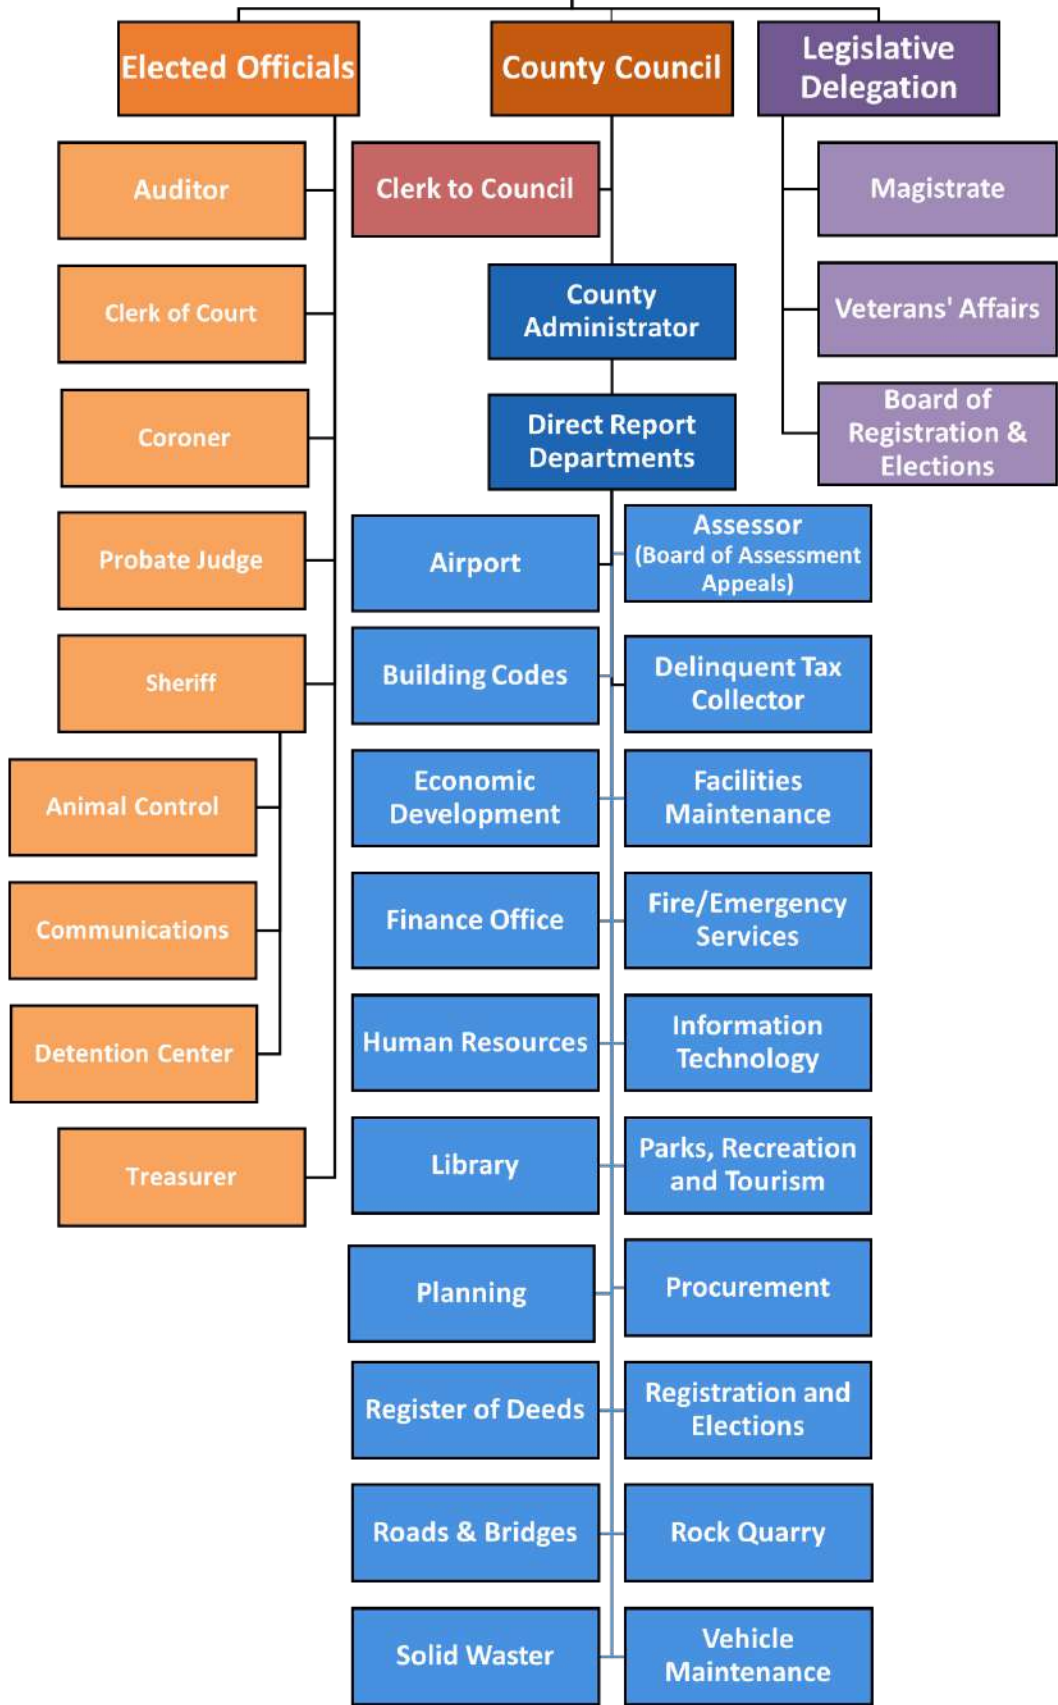 Elected Officials
County Council
Legislative
Delegation
Auditor
Clerk of Court
Coroner
Probate Judge
Sheriff
Animal Control
Communications
Detention Center
Treasurer
Clerk to Council
County
Administrator
Direct Report
Departments
Airport
Assessor
(Board of Assessment
Appeals)
Building Codes
Delinquent Tax
Collector
Economic
Development
Facilities
Maintenance
Finance Office
Fire/Emergency
Services
Human Resources
Information
Technology
Library
Parks, Recreation
and Tourism
Planning
Procurement
Register of Deeds
Registration and
Elections
Roads & Bridges
Rock Quarry
Solid Waster
Vehicle
Maintenance
Magistrate
Veterans' Affairs
Board of
Registration &
Elections